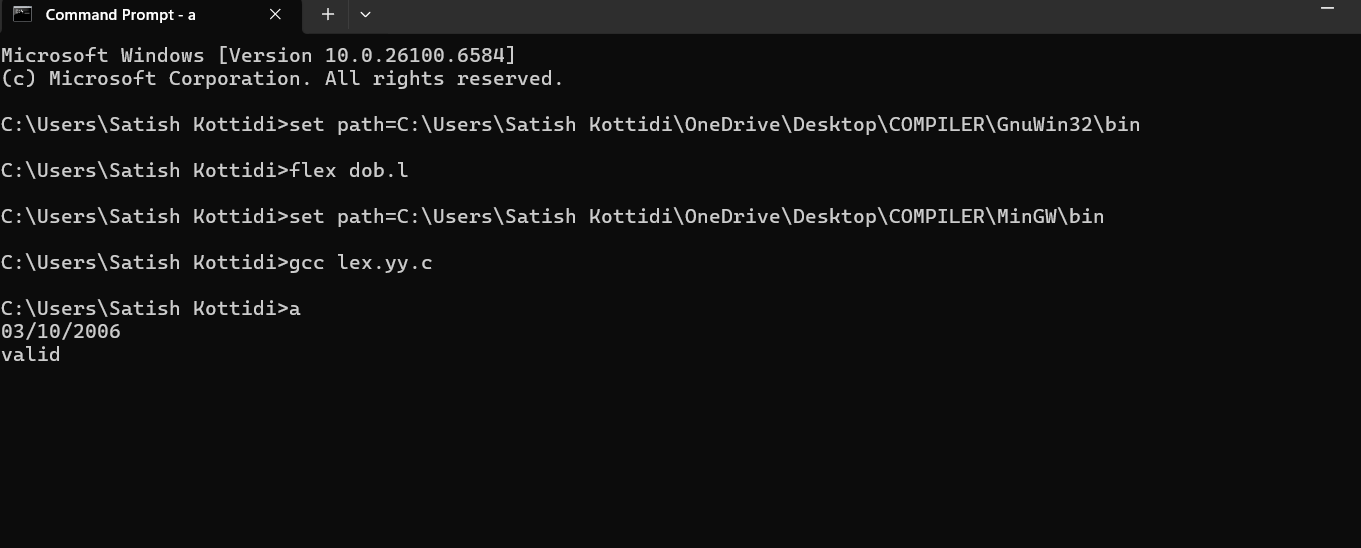 Command Prompt - a
Microsoft Windows [Version 10.0.26100.6584]
(c) Microsoft Corporation. All rights reserved.
C:\Users\Satish Kottidi>set path=C:\Users\Satish Kottidi\OneDrive\Desktop\COMPILER\GnuWin32\bin
C:\Users\Satish Kottidi>flex dob.l
C:\Users\Satish Kottidi>set path=C:\Users\Satish Kottidi\OneDrive\Desktop\COMPILER\MinGW\bin
C:\Users\Satish Kottidi>gcc lex.yy.c
C:\Users\Satish Kottidi>a
03/10/2006
valid